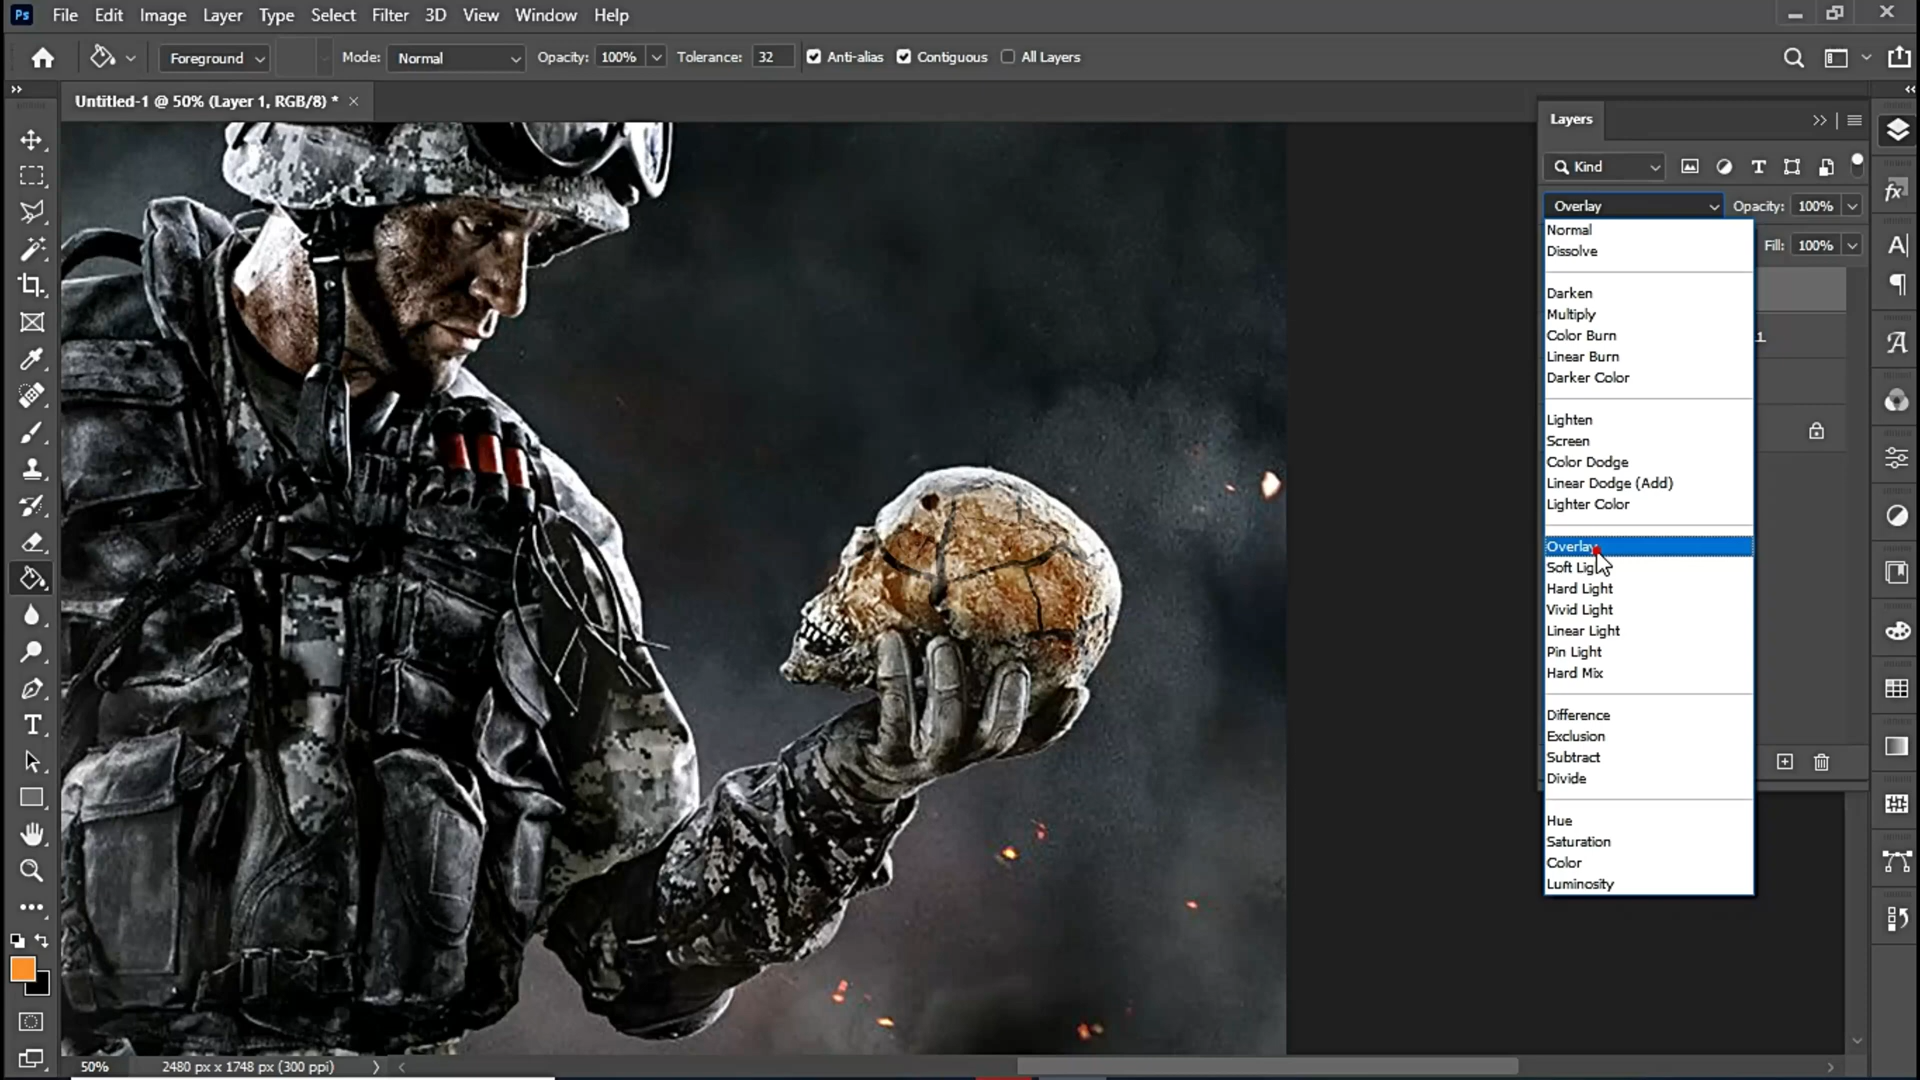 Ps File Edit Image Layer Type Select Filter 3D View Window Help
Foreground Mode: Normal Opacity: 100% Tolerance: 32 Anti-alias Contiguous All Layers
Untitled-1 @ 50% (Layer 1, RGB/8) *
Layers
Kind
Overlay Opacity: 100%
Fill: 100%
Normal
Dissolve
Darken
Multiply
Color Burn
Linear Burn
Darker Color
Lighten
Screen
Color Dodge
Linear Dodge (Add)
Lighter Color
Overlay
Soft Light
Hard Light
Vivid Light
Linear Light
Pin Light
Hard Mix
Difference
Exclusion
Subtract
Divide
Hue
Saturation
Color
Luminosity
1
50% 2480 px x 1748 px (300 ppi)